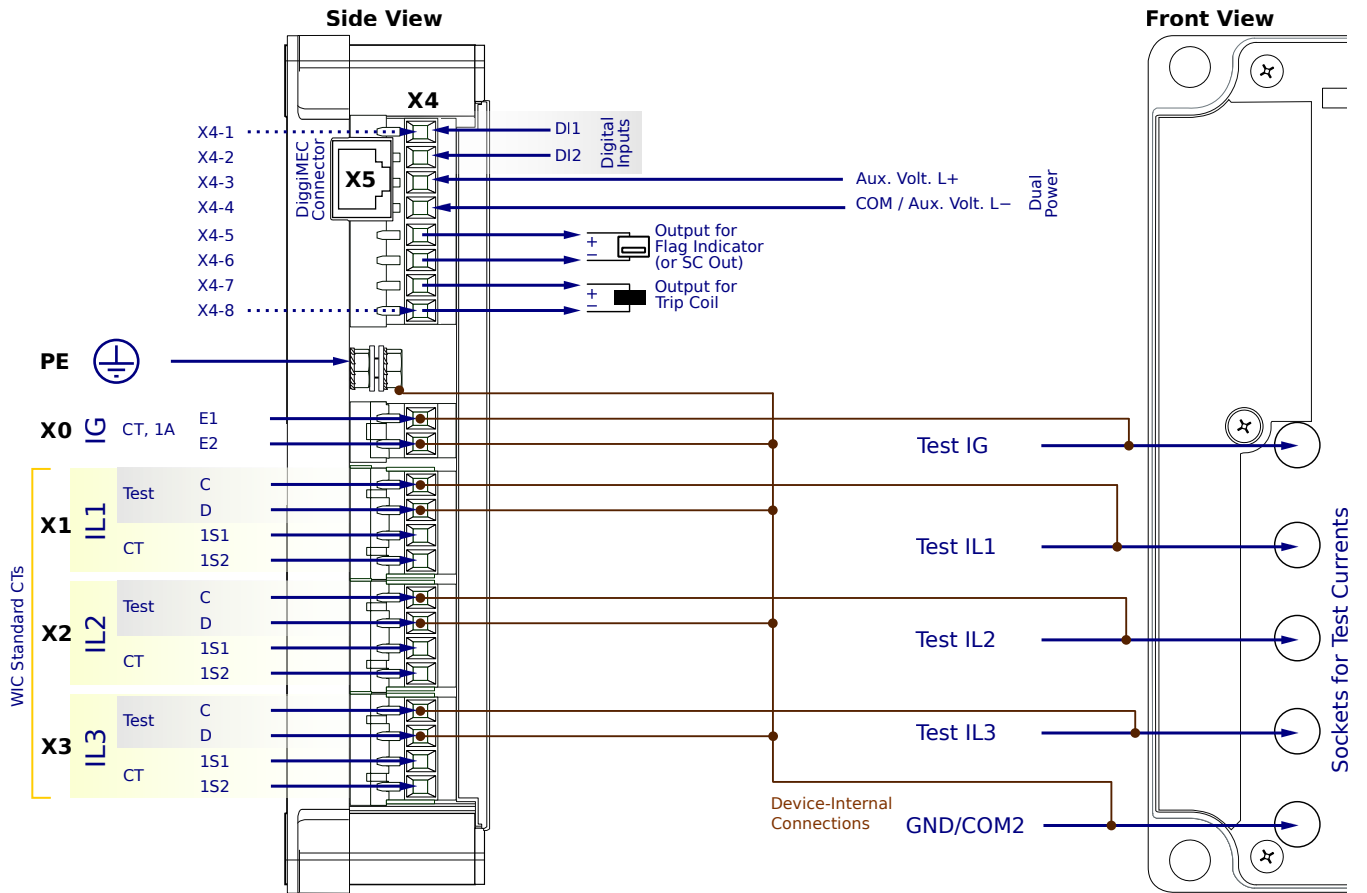 Side View
Front View
X4
X4-1
X4-2
X4-3
X4-4
X4-5
X4-6
X4-7
X4-8
DiggiMEC
Connector
X5
DI1
DI2
Digital
Inputs
Aux. Volt. L+
COM / Aux. Volt. L−
Dual
Power
+
−
Output for
Flag Indicator
(or SC Out)
+
−
Output for
Trip Coil
PE
X0
IG
CT, 1A
E1
E2
Test IG
WIC Standard CTs
X1
IL1
Test
C
D
CT
1S1
1S2
Test IL1
X2
IL2
Test
C
D
CT
1S1
1S2
Test IL2
X3
IL3
Test
C
D
CT
1S1
1S2
Test IL3
Device-Internal
Connections
GND/COM2
Sockets for Test Currents